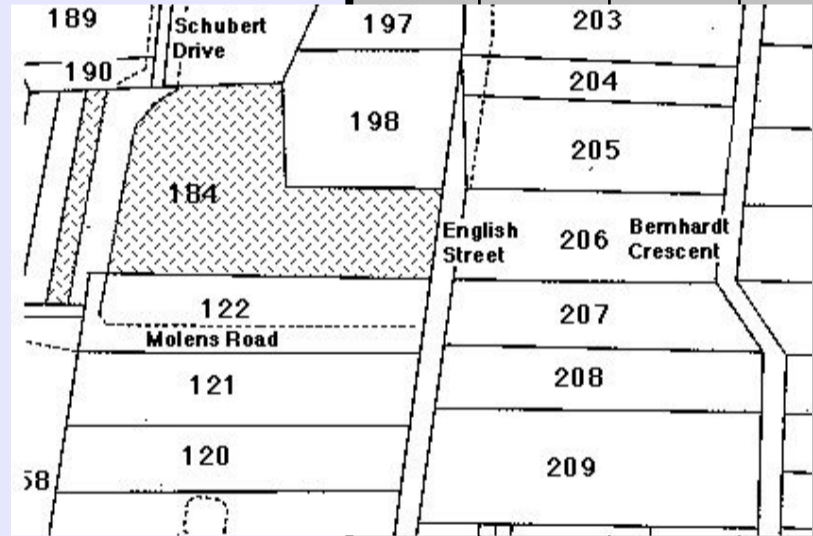 189
Schubert
Drive
197
203
190
204
198
205
184
English
Street
206
Bernhardt
Crescent
122
207
Molens Road
121
208
120
209
58